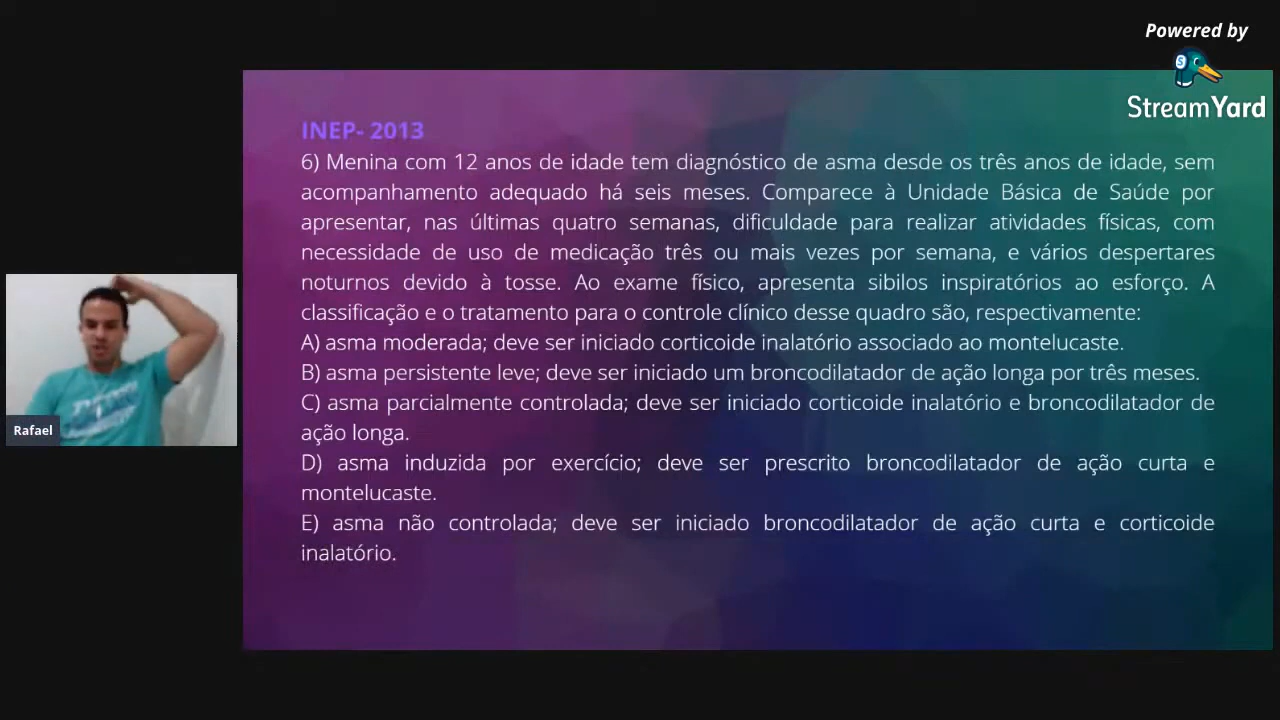 Powered by
StreamYard
INEP- 2013
6) Menina com 12 anos de idade tem diagnóstico de asma desde os três anos de idade, sem
acompanhamento adequado há seis meses. Comparece à Unidade Básica de Saúde por
apresentar, nas últimas quatro semanas, dificuldade para realizar atividades físicas, com
necessidade de uso de medicação três ou mais vezes por semana, e vários despertares
noturnos devido à tosse. Ao exame físico, apresenta sibilos inspiratórios ao esforço. A
classificação e o tratamento para o controle clínico desse quadro são, respectivamente:
A) asma moderada; deve ser iniciado corticoide inalatório associado ao montelucaste.
B) asma persistente leve; deve ser iniciado um broncodilatador de ação longa por três meses.
C) asma parcialmente controlada; deve ser iniciado corticoide inalatório e broncodilatador de
ação longa.
D) asma induzida por exercício; deve ser prescrito broncodilatador de ação curta e
montelucaste.
E) asma não controlada; deve ser iniciado broncodilatador de ação curta e corticoide
inalatório.
Rafael